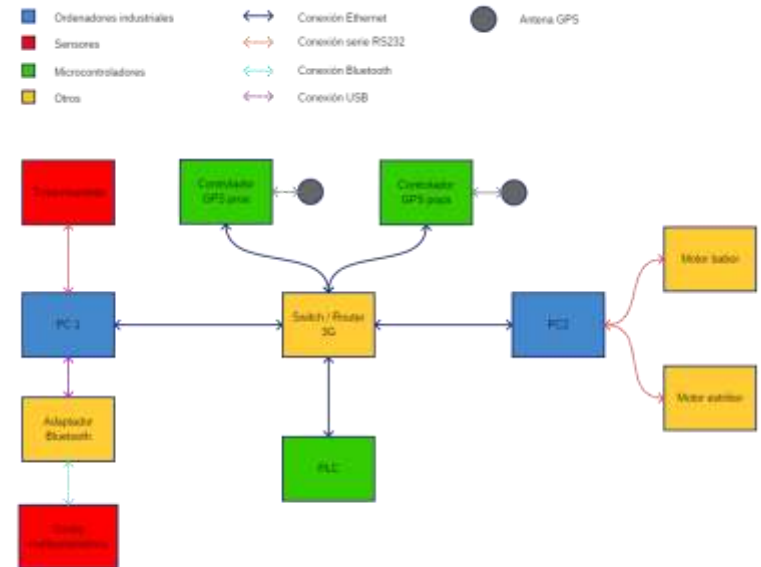 Ordenadores industriales
Conexión Ethernet
Antena GPS
Sensores
Conexión serie RS232
Microcontroladores
Conexión Bluetooth
Otros
Conexión USB
Controlador
GPS proa
Controlador
GPS popa
Motor babor
PC 1
Switch / Router
3G
PC2
Adaptador
Bluetooth
Motor estribor
PLC